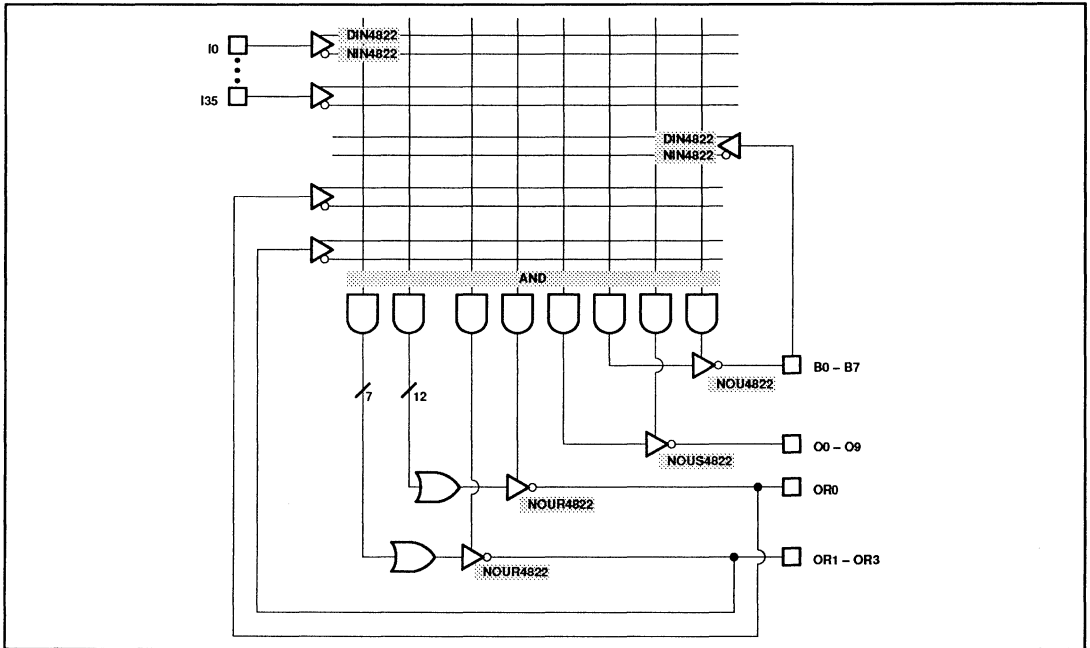 I0
DIN4822
NIN4822
I35
DIN4822
NIN4822
AND
B0 – B7
NOU4822
7
12
O0 – O9
NOUS4822
OR0
NOUR4822
OR1 – OR3
NOUR4822